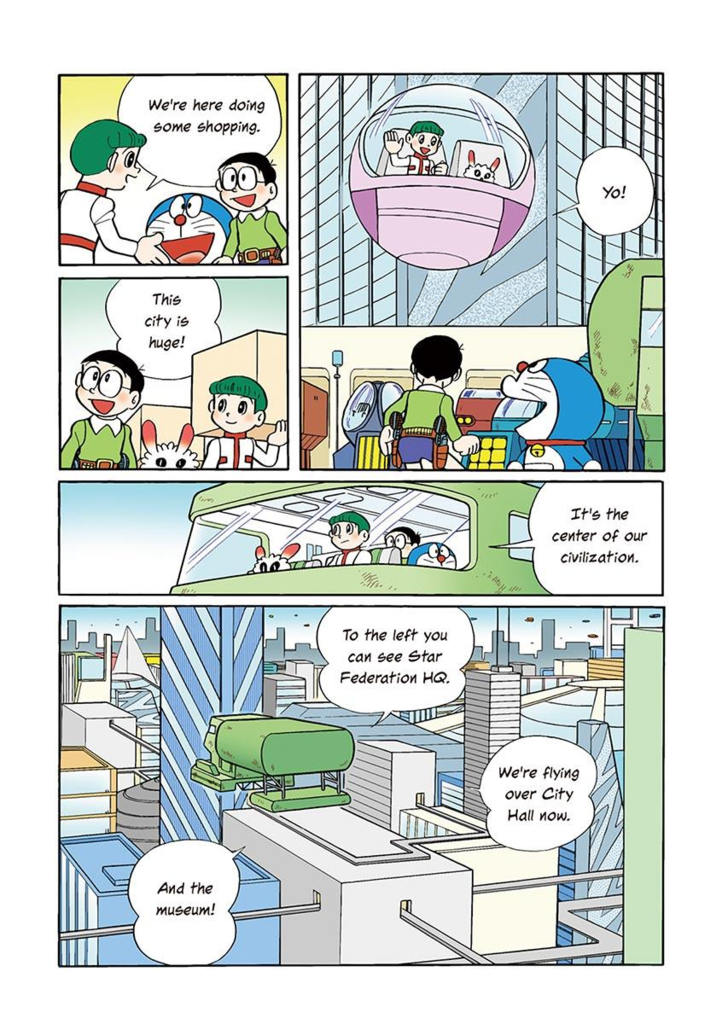 We're here doing
some shopping.
Yo!
This
city is
huge!
It's the
center of our
civilization.
To the left you
can see Star
Federation HQ.
We're flying
over City
Hall now.
And the
museum!